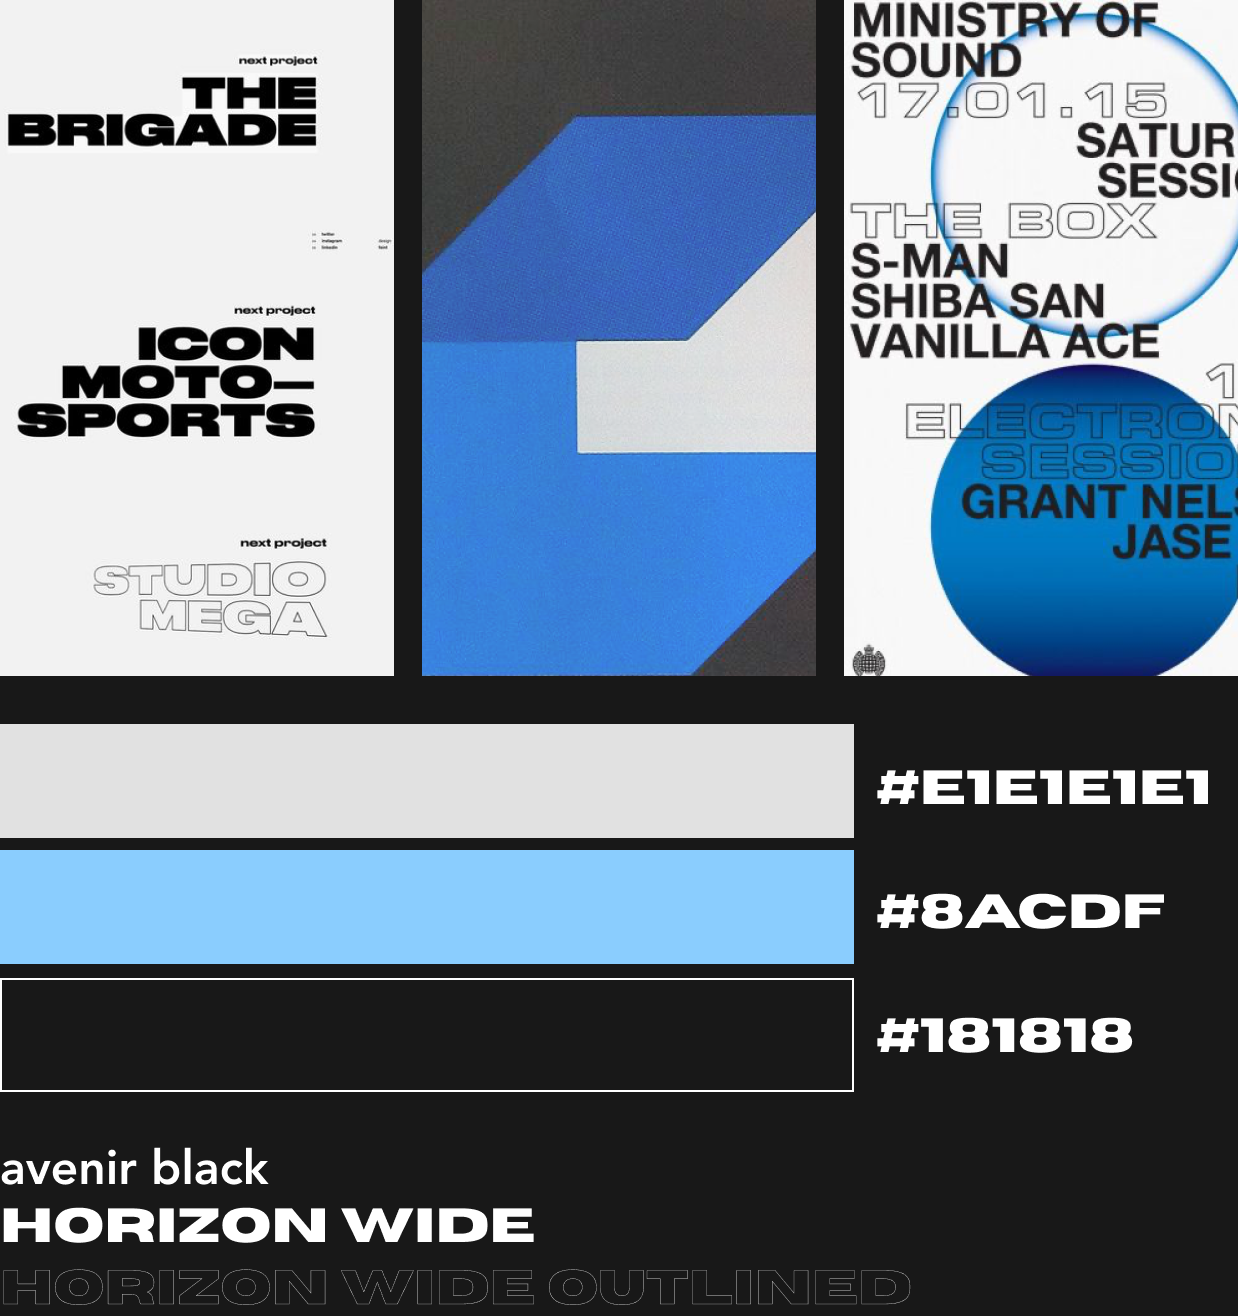 next project
THE
BRIGADE
twitter
instagram
linkedin
design
next project
ICON
MOTO—
SPORTS
next project
STUDIO
MEGA
MINISTRY OF
SOUND
17.01.15
SATUR
SESSI
THE BOX
S-MAN
SHIBA SAN
VANILLA ACE
1
ELECTRON
SESSIO
GRANT NELS
JASE
#E1E1E1E1
#8ACDF
#181818
avenir black
HORIZON WIDE
HORIZON WIDE OUTLINED